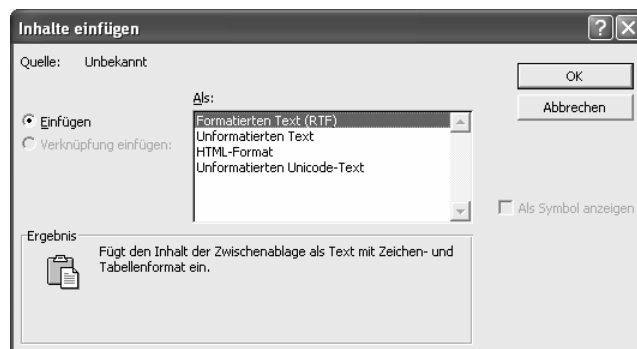 Inhalte einfügen
Quelle: Unbekannt
Als:
Einfügen
Verknüpfung einfügen:
Formatierten Text (RTF)
Unformatierten Text
HTML-Format
Unformatierten Unicode-Text
OK
Abbrechen
Als Symbol anzeigen
Ergebnis
Fügt den Inhalt der Zwischenablage als Text mit Zeichen- und
Tabellenformat ein.